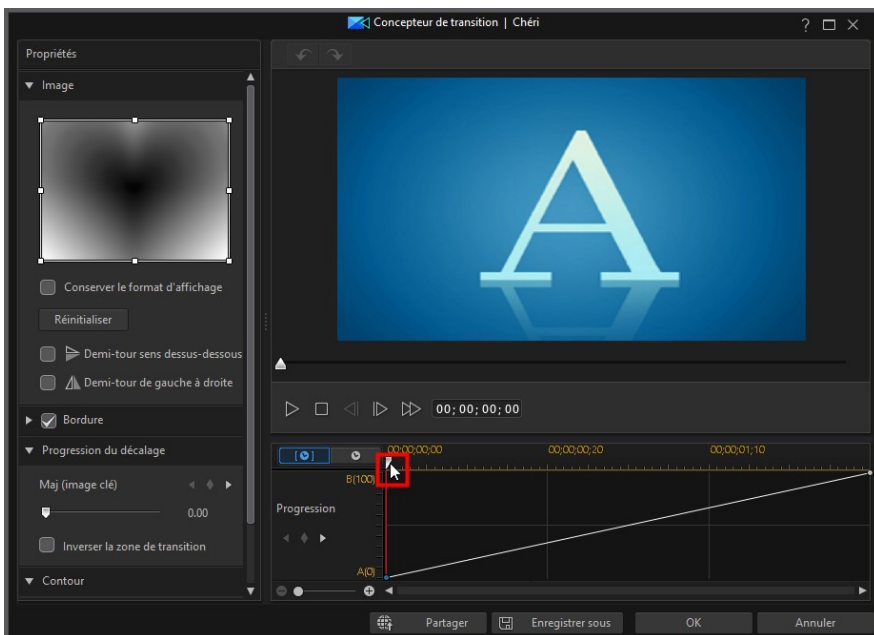 Concepteur de transition | Chéri
?
Propriétés
Image
Conserver le format d'affichage
Réinitialiser
Demi-tour sens dessus-dessous
Demi-tour de gauche à droite
Bordure
Progression du décalage
Maj (image clé)
0.00
Inverser la zone de transition
Contour
A
00;00;00;00
00;00;00;00
00;00;00;20
00;00;01;10
B(100)
Progression
A(0)
Partager
Enregistrer sous
OK
Annuler